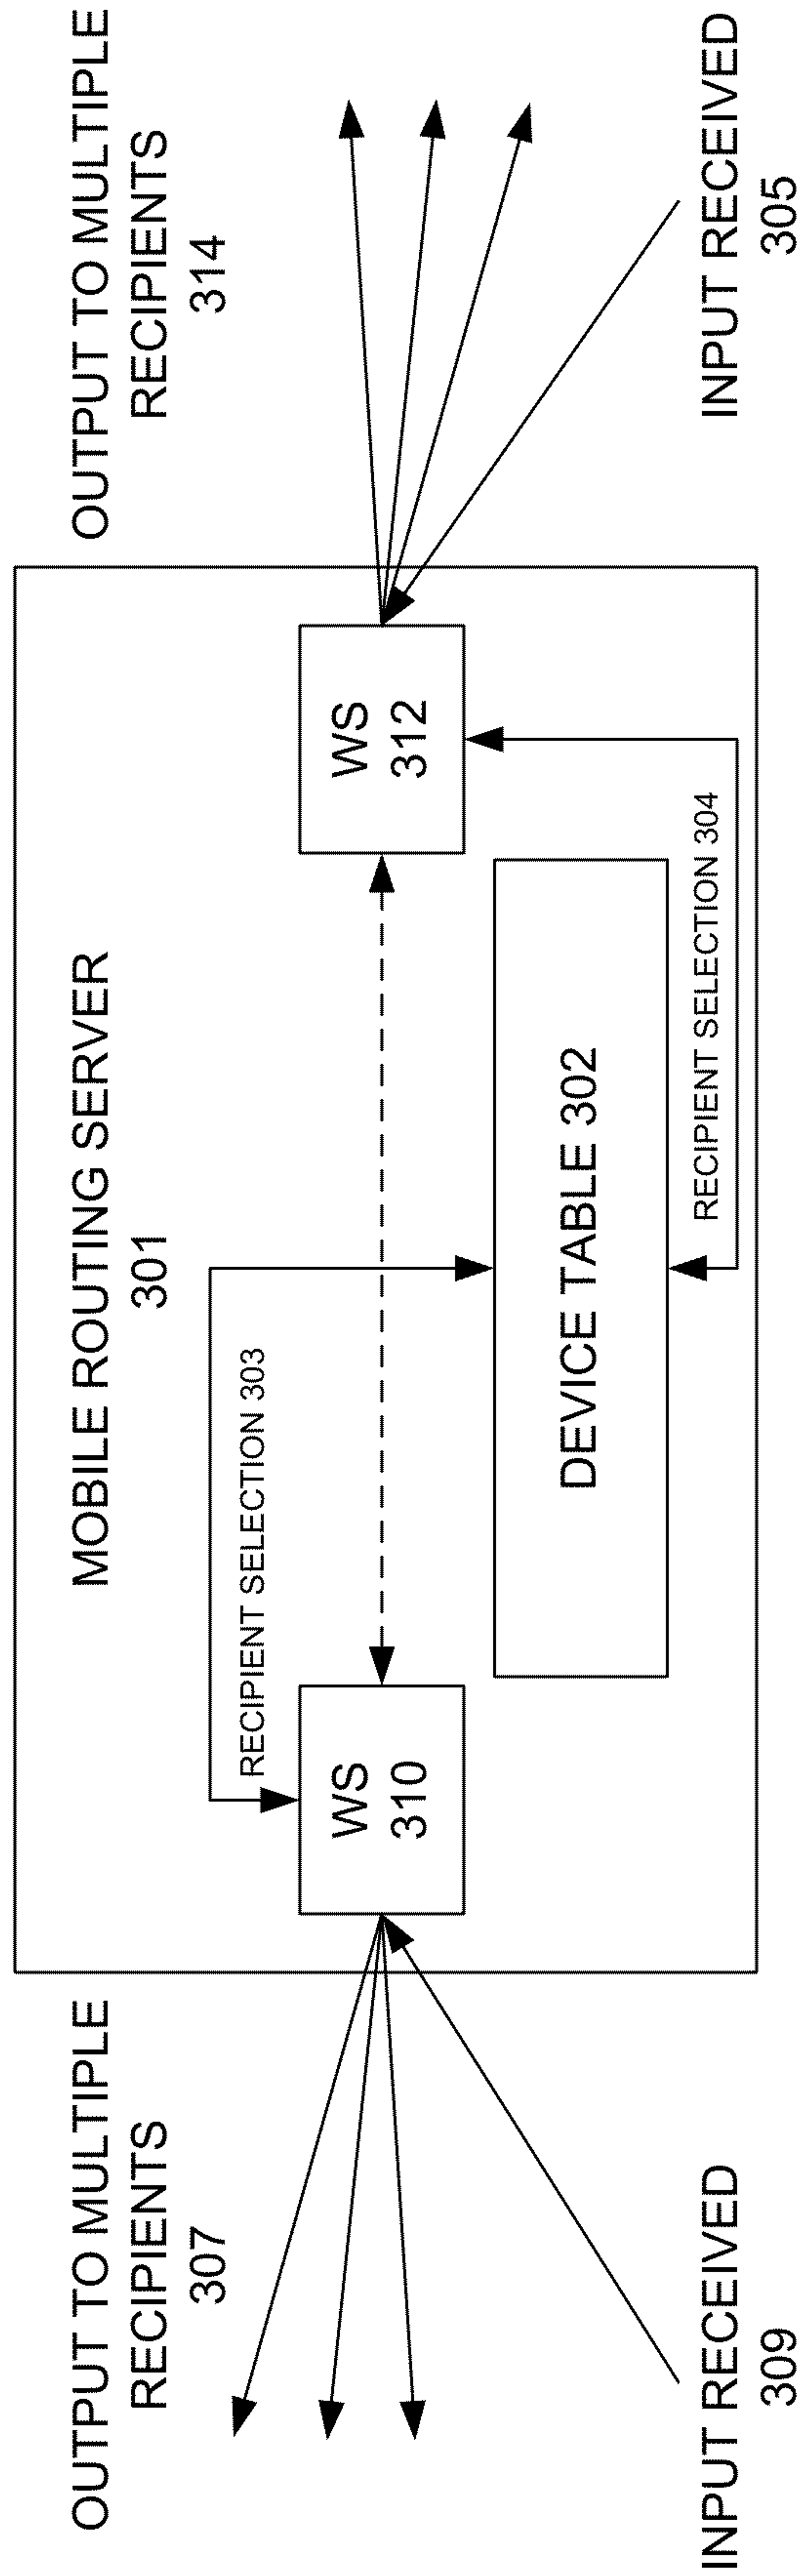 OUTPUT TO MULTIPLE
RECIPIENTS
307
MOBILE ROUTING SERVER
301
OUTPUT TO MULTIPLE
RECIPIENTS
314
RECIPIENT SELECTION 303
WS
310
WS
312
DEVICE TABLE 302
RECIPIENT SELECTION 304
INPUT RECEIVED
309
INPUT RECEIVED
305